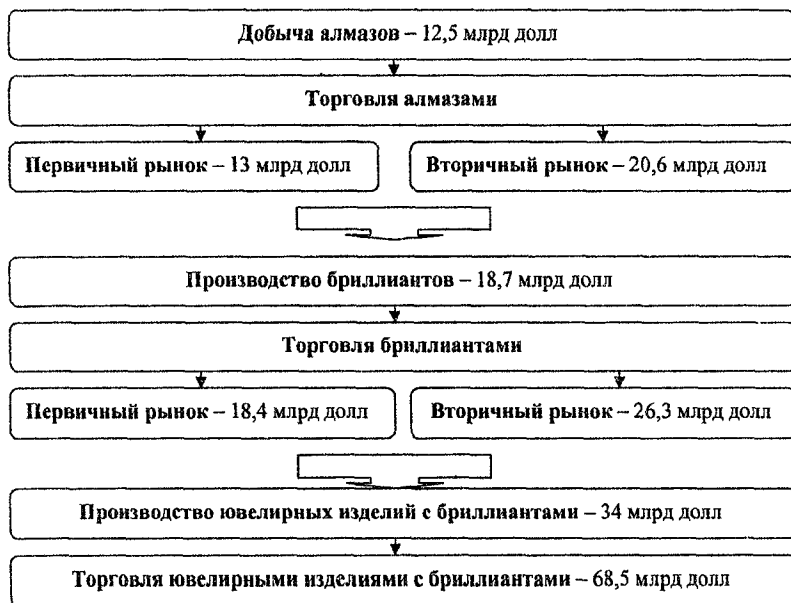 Добыча алмазов – 12,5 млрд долл
Торговля алмазами
Первичный рынок – 13 млрд долл
Вторичный рынок – 20,6 млрд долл
Производство бриллиантов – 18,7 млрд долл
Торговля бриллиантами
Первичный рынок – 18,4 млрд долл
Вторичный рынок – 26,3 млрд долл
Производство ювелирных изделий с бриллиантами – 34 млрд долл
Торговля ювелирными изделиями с бриллиантами – 68,5 млрд долл